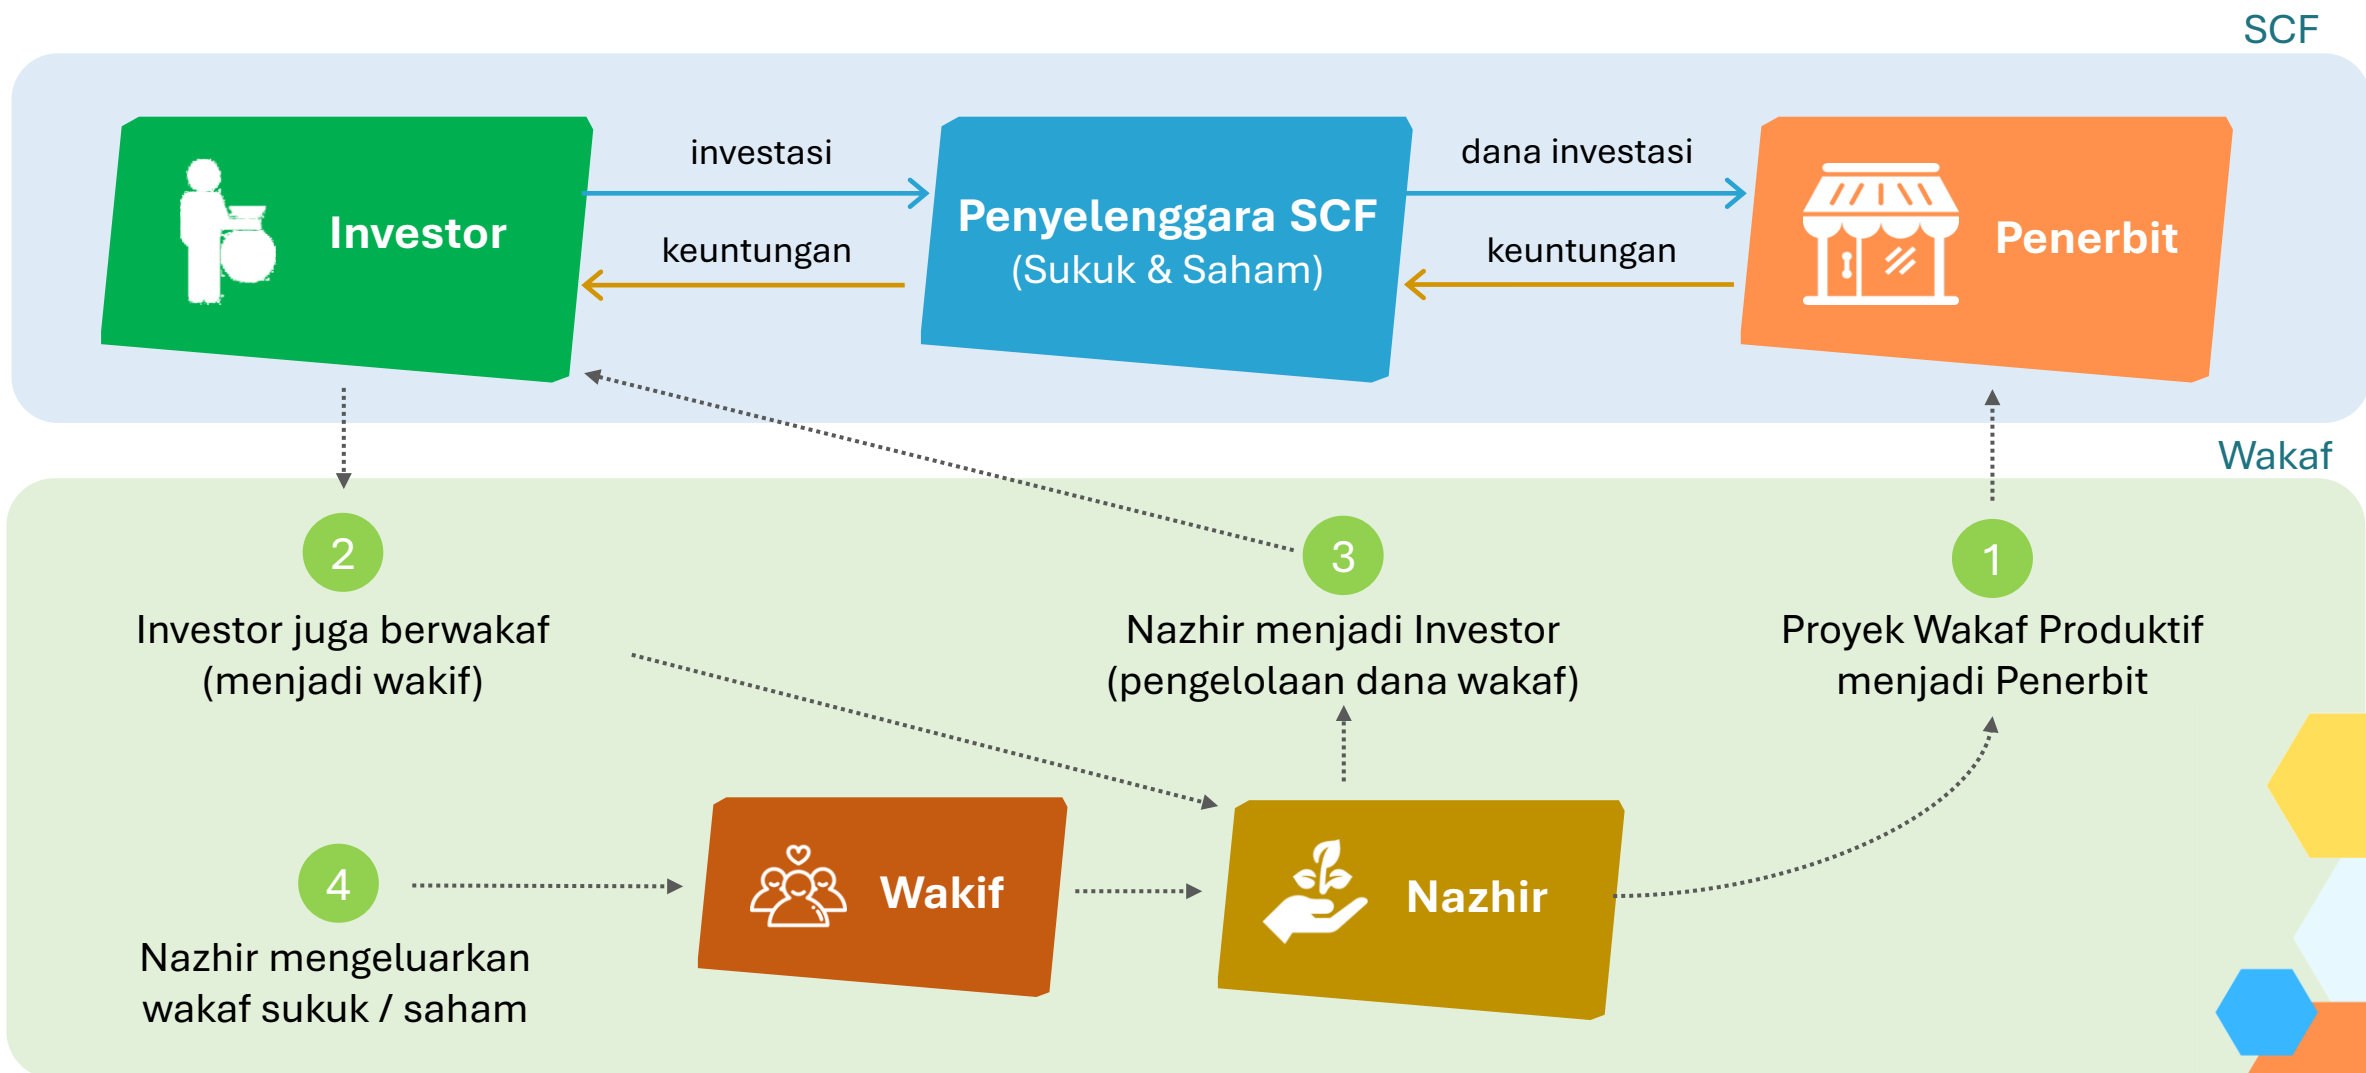 SCF
Investor
investasi
keuntungan
Penyelenggara SCF
(Sukuk & Saham)
dana investasi
keuntungan
Penerbit
Wakaf
2
Investor juga berwakaf
(menjadi wakif)
3
Nazhir menjadi Investor
(pengelolaan dana wakaf)
1
Proyek Wakaf Produktif
menjadi Penerbit
4
Nazhir mengeluarkan
wakaf sukuk / saham
Wakif
Nazhir